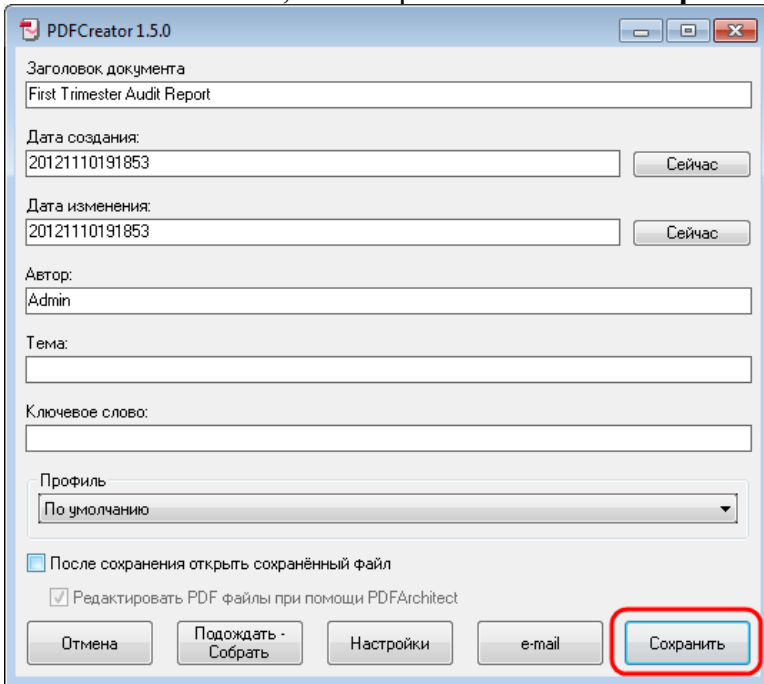 PDFCreator 1.5.0
Заголовок документа
First Trimester Audit Report
Дата создания:
20121110191853
Сейчас
Дата изменения:
20121110191853
Сейчас
Автор:
Admin
Тема:
Ключевое слово:
Профиль
По умолчанию
После сохранения открыть сохранённый файл
Редактировать PDF файлы при помощи PDFArchitect
Отмена
Подождать -
Собрать
Настройки
e-mail
Сохранить